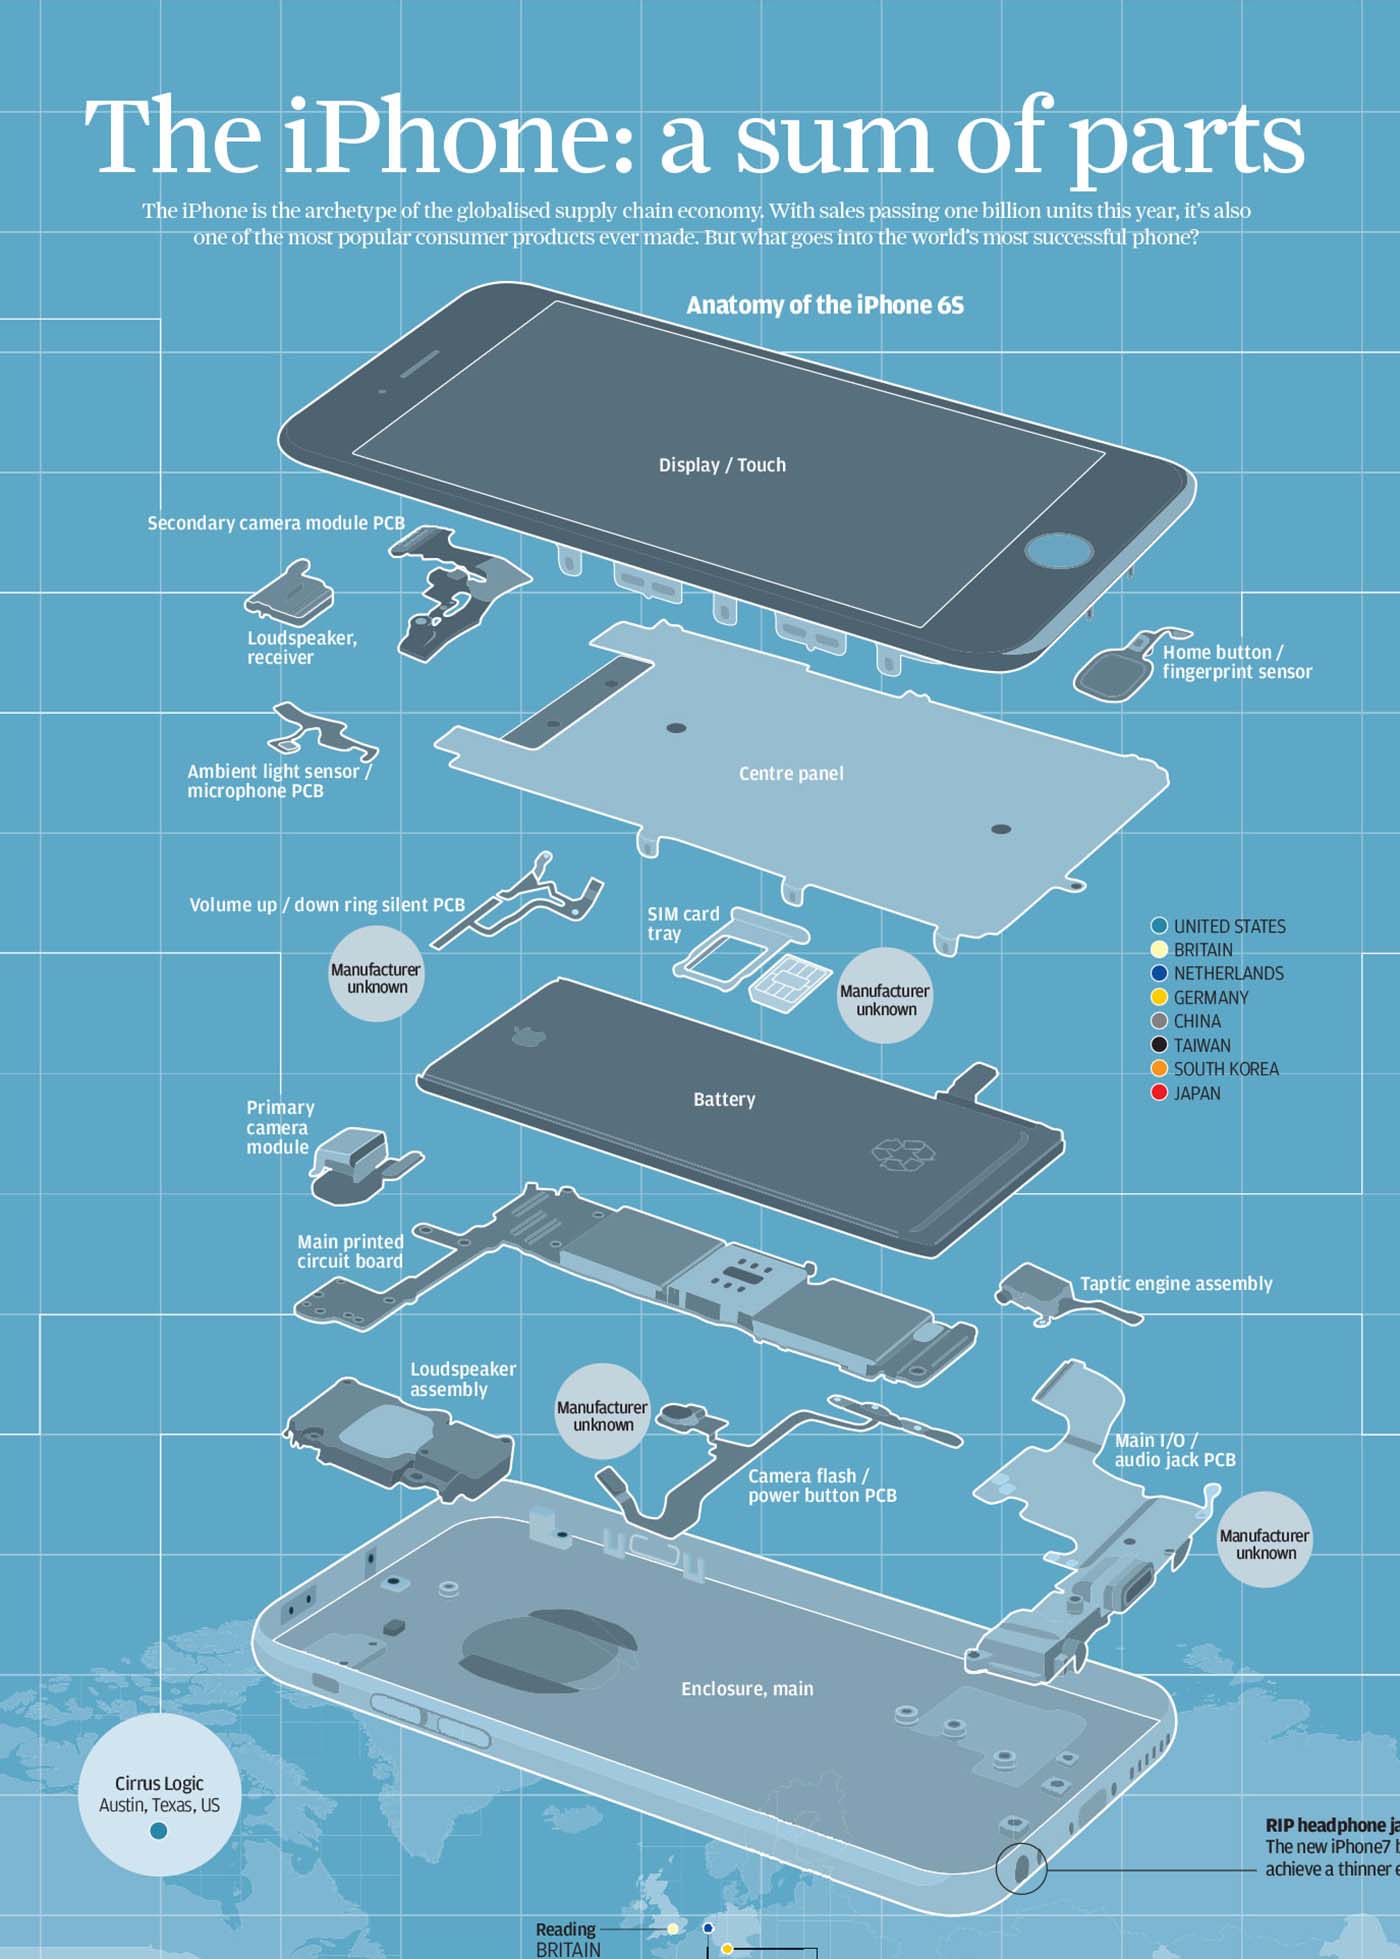 The iPhone: a sum of parts
The iPhone is the archetype of the globalised supply chain economy. With sales passing one billion units this year, it's also
one of the most popular consumer products ever made. But what goes into the world's most successful phone?
Anatomy of the iPhone 6S
Display / Touch
Secondary camera module PCB
Loudspeaker,
receiver
Home button /
fingerprint sensor
Ambient light sensor /
microphone PCB
Centre panel
Volume up / down ring silent PCB
Manufacturer
unknown
SIM card
tray
Manufacturer
unknown
UNITED STATES
BRITAIN
NETHERLANDS
GERMANY
CHINA
TAIWAN
SOUTH KOREA
JAPAN
Battery
Primary
camera
module
Main printed
circuit board
Taptic engine assembly
Loudspeaker
assembly
Manufacturer
unknown
Camera flash /
power button PCB
Main I/O /
audio jack PCB
Manufacturer
unknown
Enclosure, main
Cirrus Logic
Austin, Texas, US
RIP headphone
The new iPhone7
achieve a thinner
Reading
BRITAIN